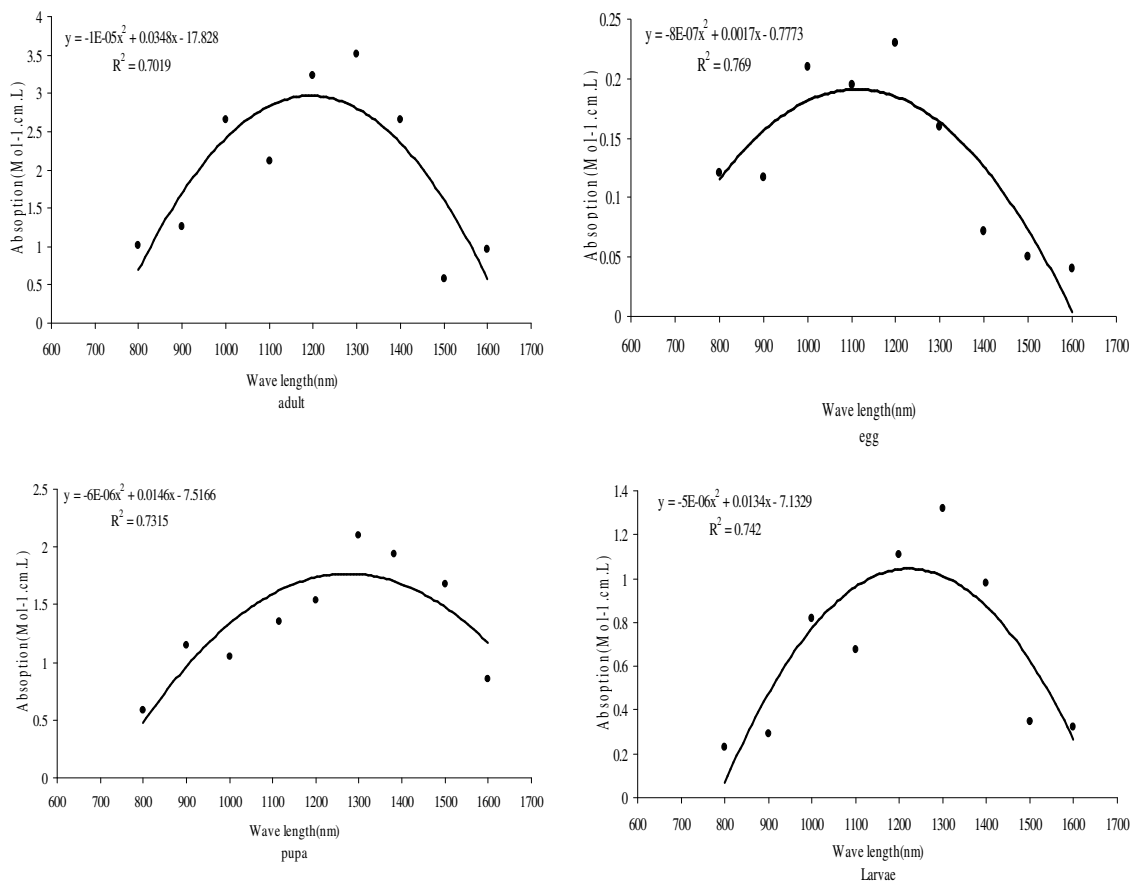 y = -1E-05x² + 0.0348x - 17.828
R² = 0.7019
4
3.5
3
2.5
2
1.5
1
0.5
0
Absoption(Mol-1.cm.L)
600 700 800 900 1000 1100 1200 1300 1400 1500 1600 1700
Wave length(nm)
adult
y = -8E-07x² + 0.0017x - 0.7773
R² = 0.769
0.25
0.2
0.15
0.1
0.05
0
Absoption(Mol-1.cm.L)
600 700 800 900 1000 1100 1200 1300 1400 1500 1600 1700
Wave length(nm)
egg
y = -6E-06x² + 0.0146x - 7.5166
R² = 0.7315
2.5
2
1.5
1
0.5
0
Absoption(Mol-1.cm.L)
600 700 800 900 1000 1100 1200 1300 1400 1500 1600 1700
Wave length(nm)
pupa
y = -5E-06x² + 0.0134x - 7.1329
R² = 0.742
1.4
1.2
1
0.8
0.6
0.4
0.2
0
Absoption(Mol-1.cm.L)
600 700 800 900 1000 1100 1200 1300 1400 1500 1600 1700
Wave length(nm)
Larvae